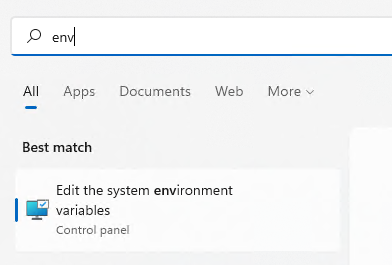 env
All Apps Documents Web More
Best match
Edit the system environment
variables
Control panel